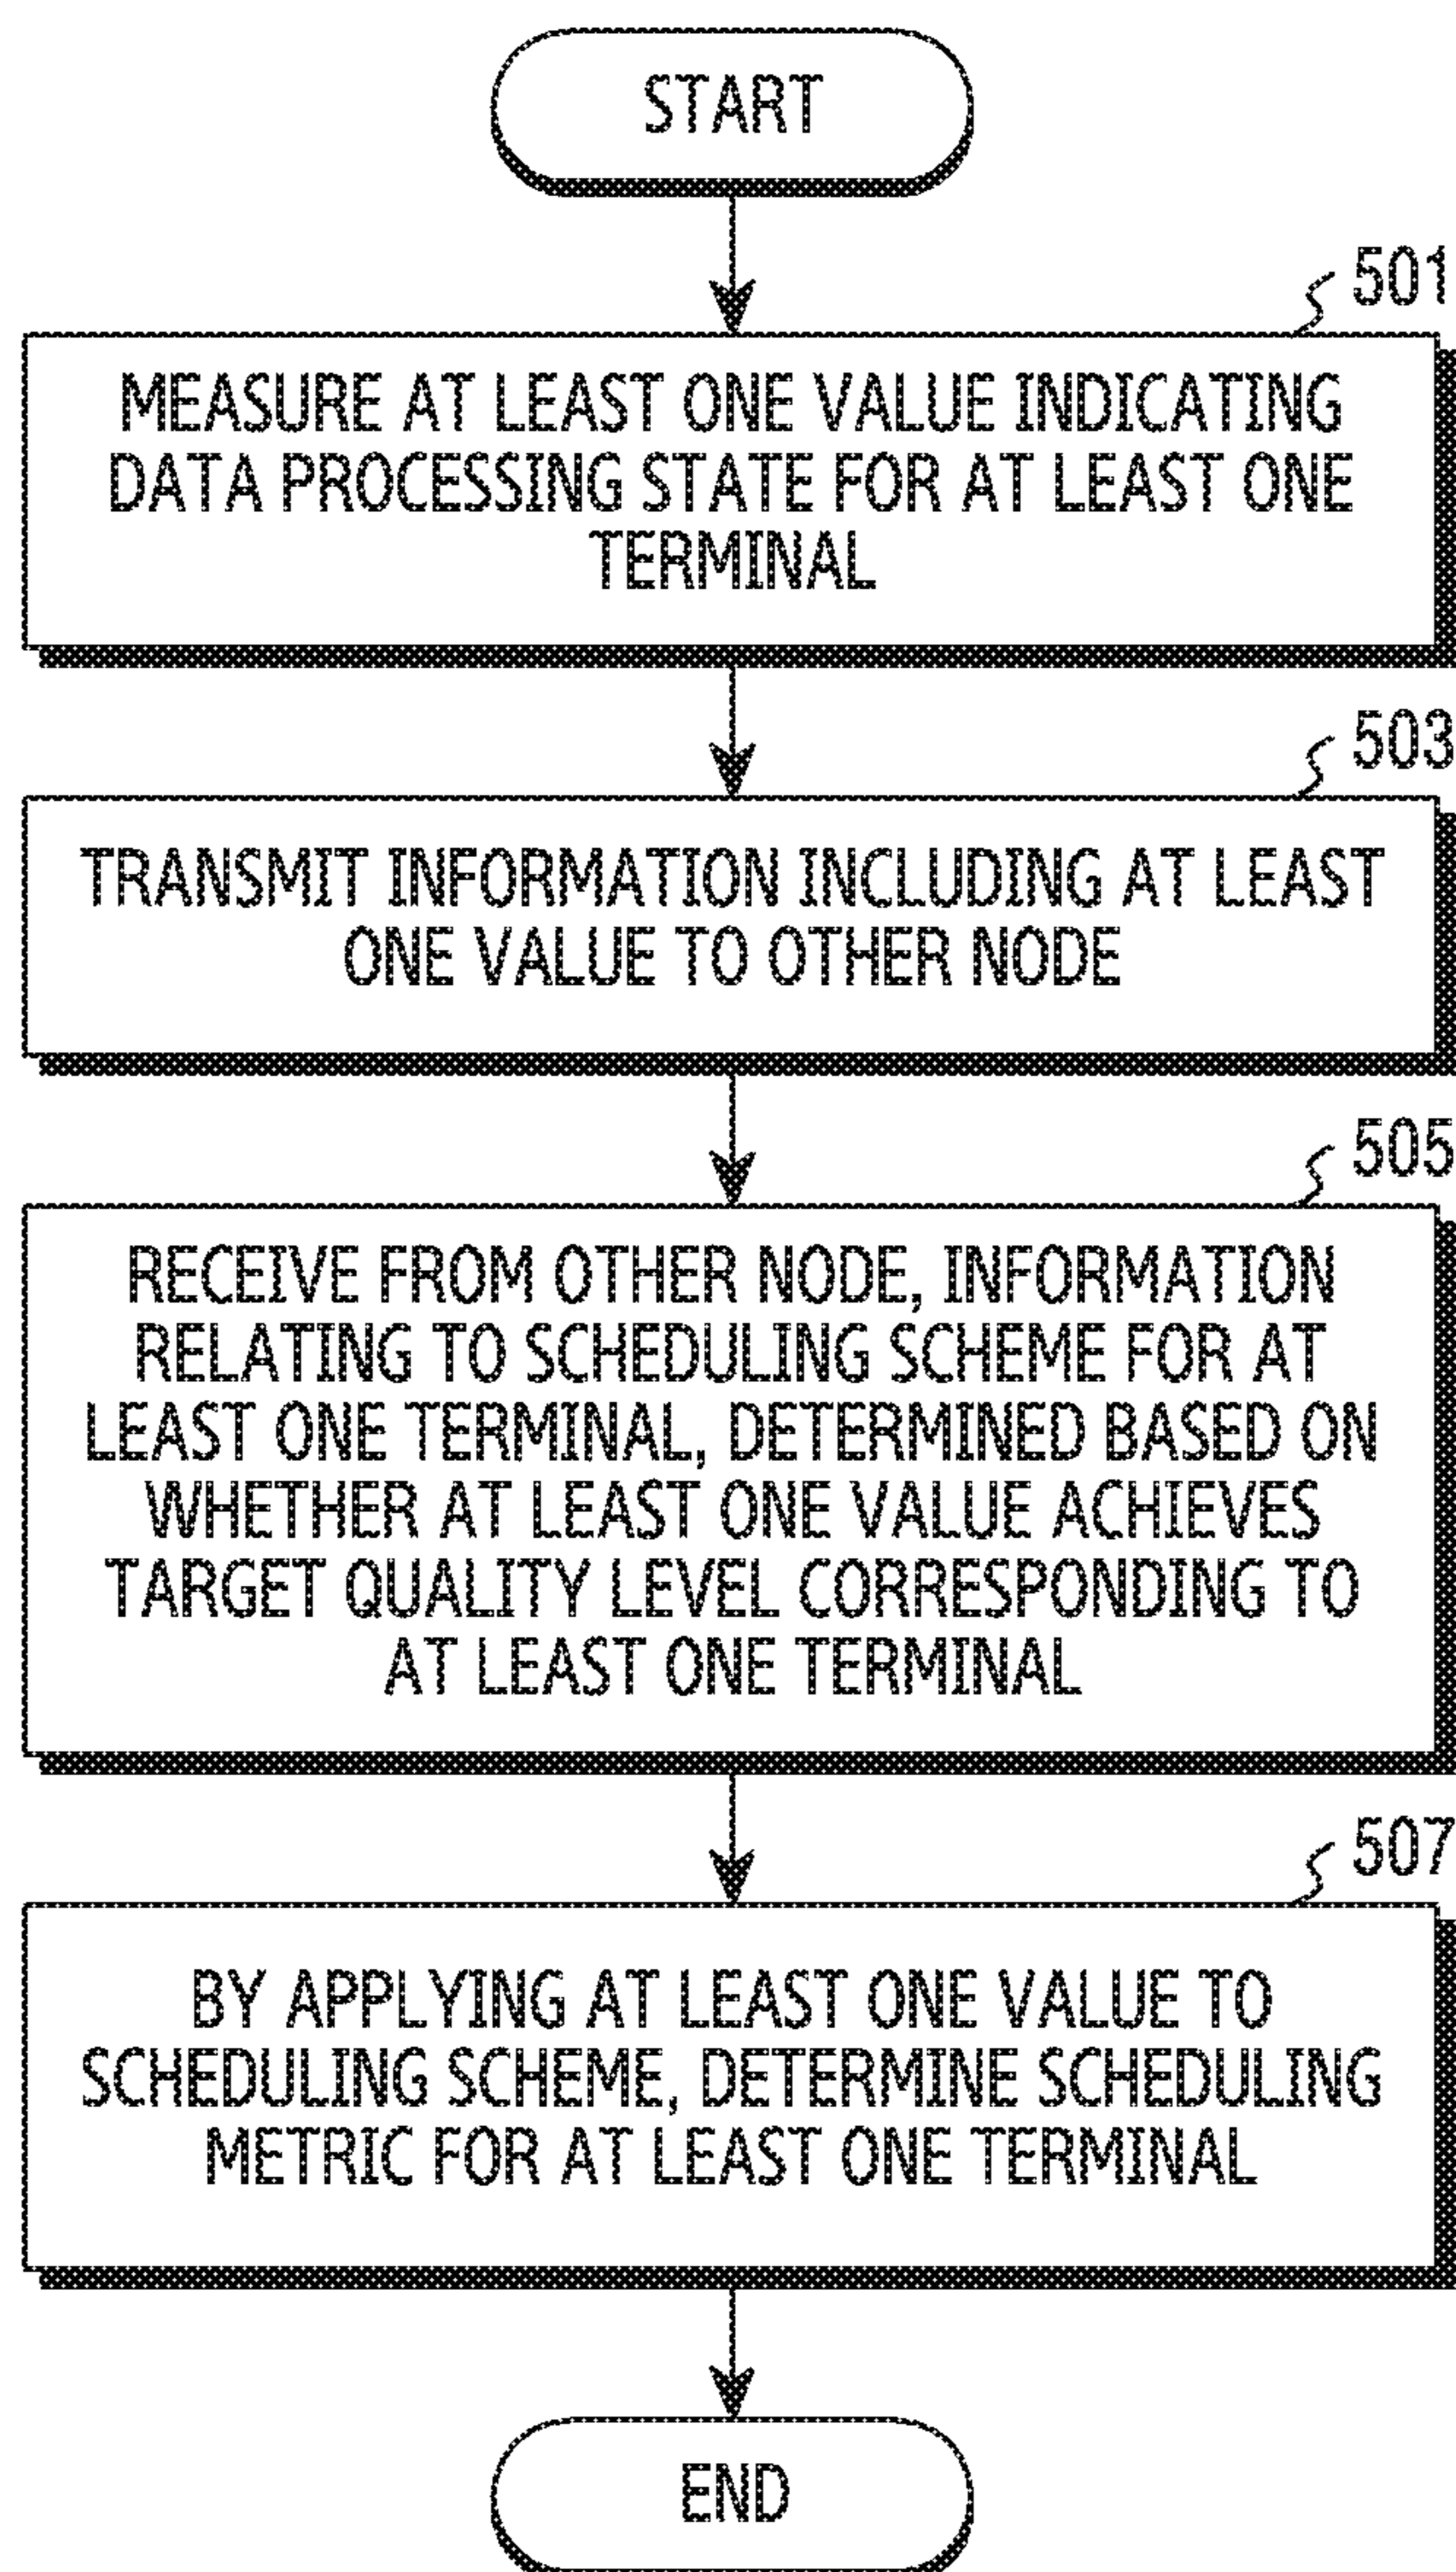 START
501
MEASURE AT LEAST ONE VALUE INDICATING
DATA PROCESSING STATE FOR AT LEAST ONE
TERMINAL
503
TRANSMIT INFORMATION INCLUDING AT LEAST
ONE VALUE TO OTHER NODE
505
RECEIVE FROM OTHER NODE, INFORMATION
RELATING TO SCHEDULING SCHEME FOR AT
LEAST ONE TERMINAL, DETERMINED BASED ON
WHETHER AT LEAST ONE VALUE ACHIEVES
TARGET QUALITY LEVEL CORRESPONDING TO
AT LEAST ONE TERMINAL
507
BY APPLYING AT LEAST ONE VALUE TO
SCHEDULING SCHEME, DETERMINE SCHEDULING
METRIC FOR AT LEAST ONE TERMINAL
END